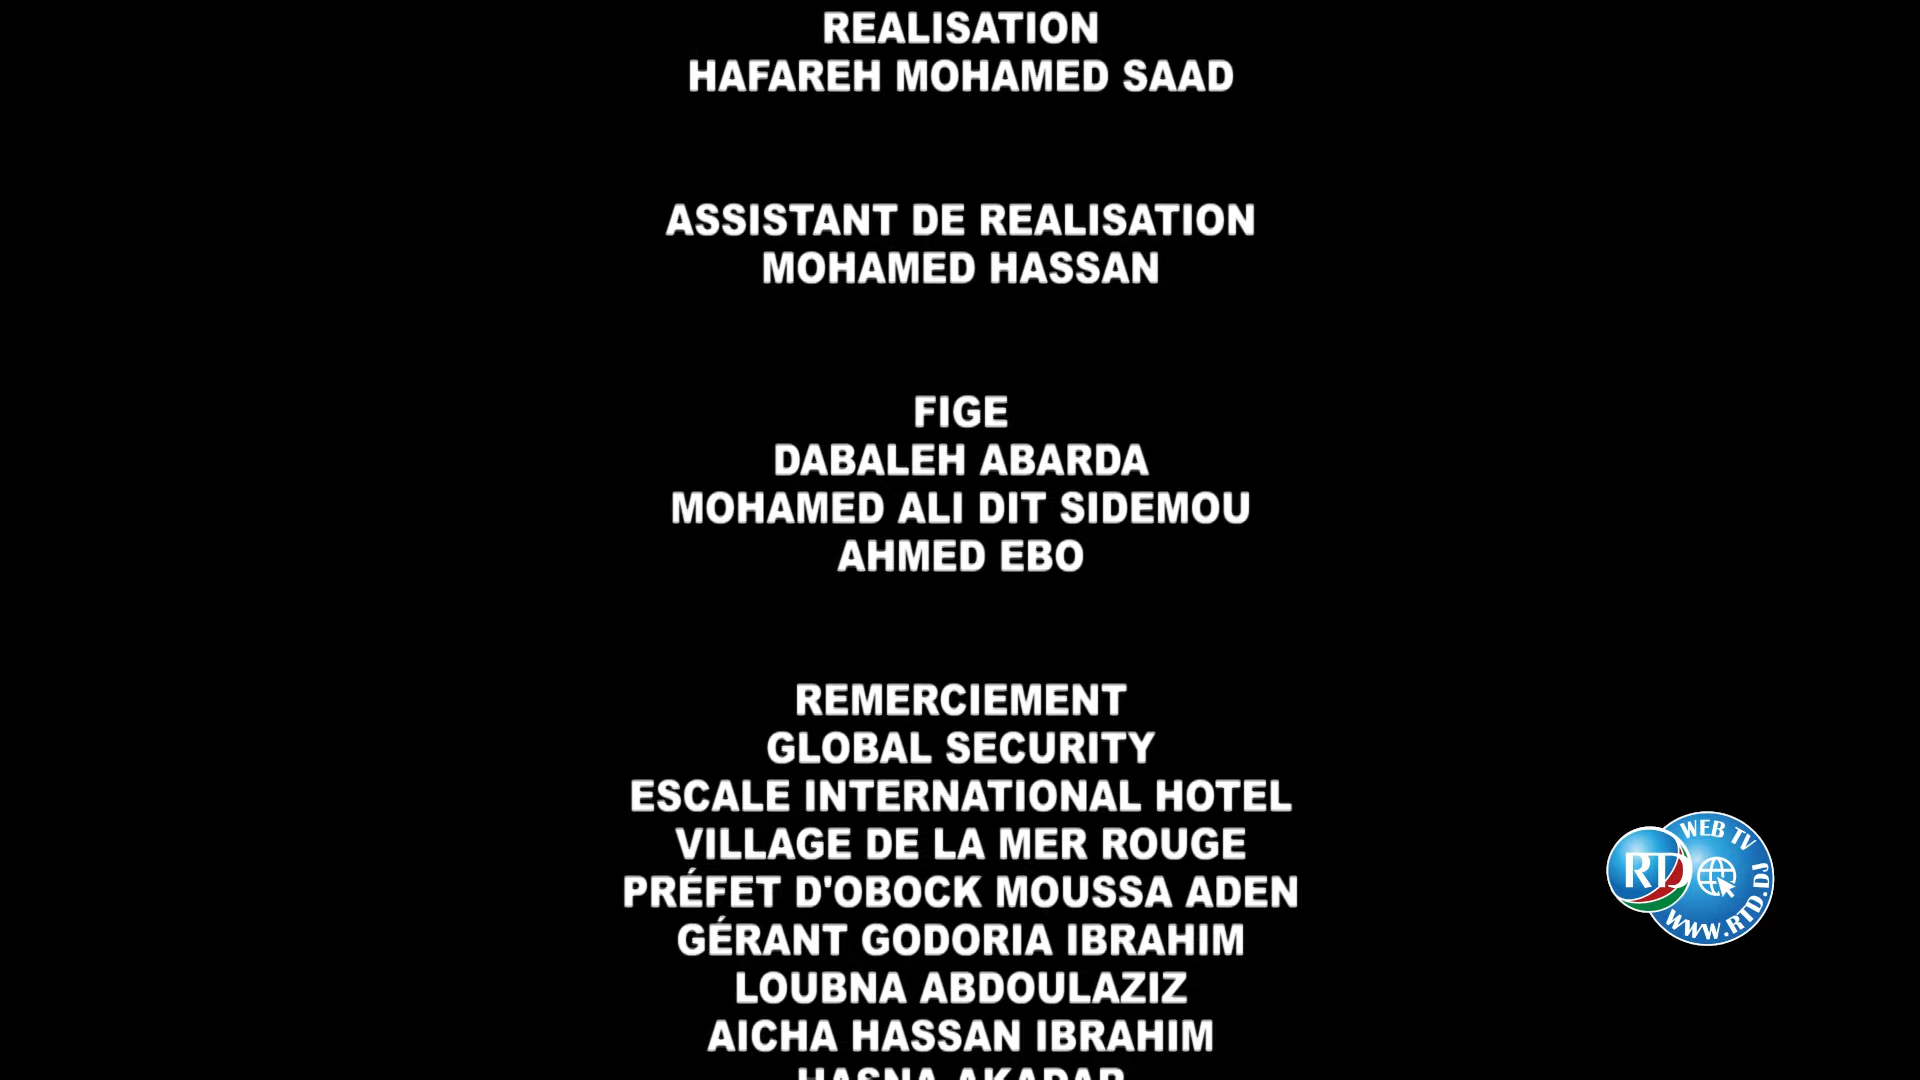 REALISATION
HAFAREH MOHAMED SAAD
ASSISTANT DE REALISATION
MOHAMED HASSAN
FIGE
DABALEH ABARDA
MOHAMED ALI DIT SIDEMOU
AHMED EBO
REMERCIEMENT
GLOBAL SECURITY
ESCALE INTERNATIONAL HOTEL
VILLAGE DE LA MER ROUGE
PRÉFET D'OBOCK MOUSSA ADEN
GÉRANT GODORIA IBRAHIM
LOUBNA ABDOULAZIZ
AICHA HASSAN IBRAHIM
HASNA AKADAR
WEB TV
RTD
WWW.RTD.DJ